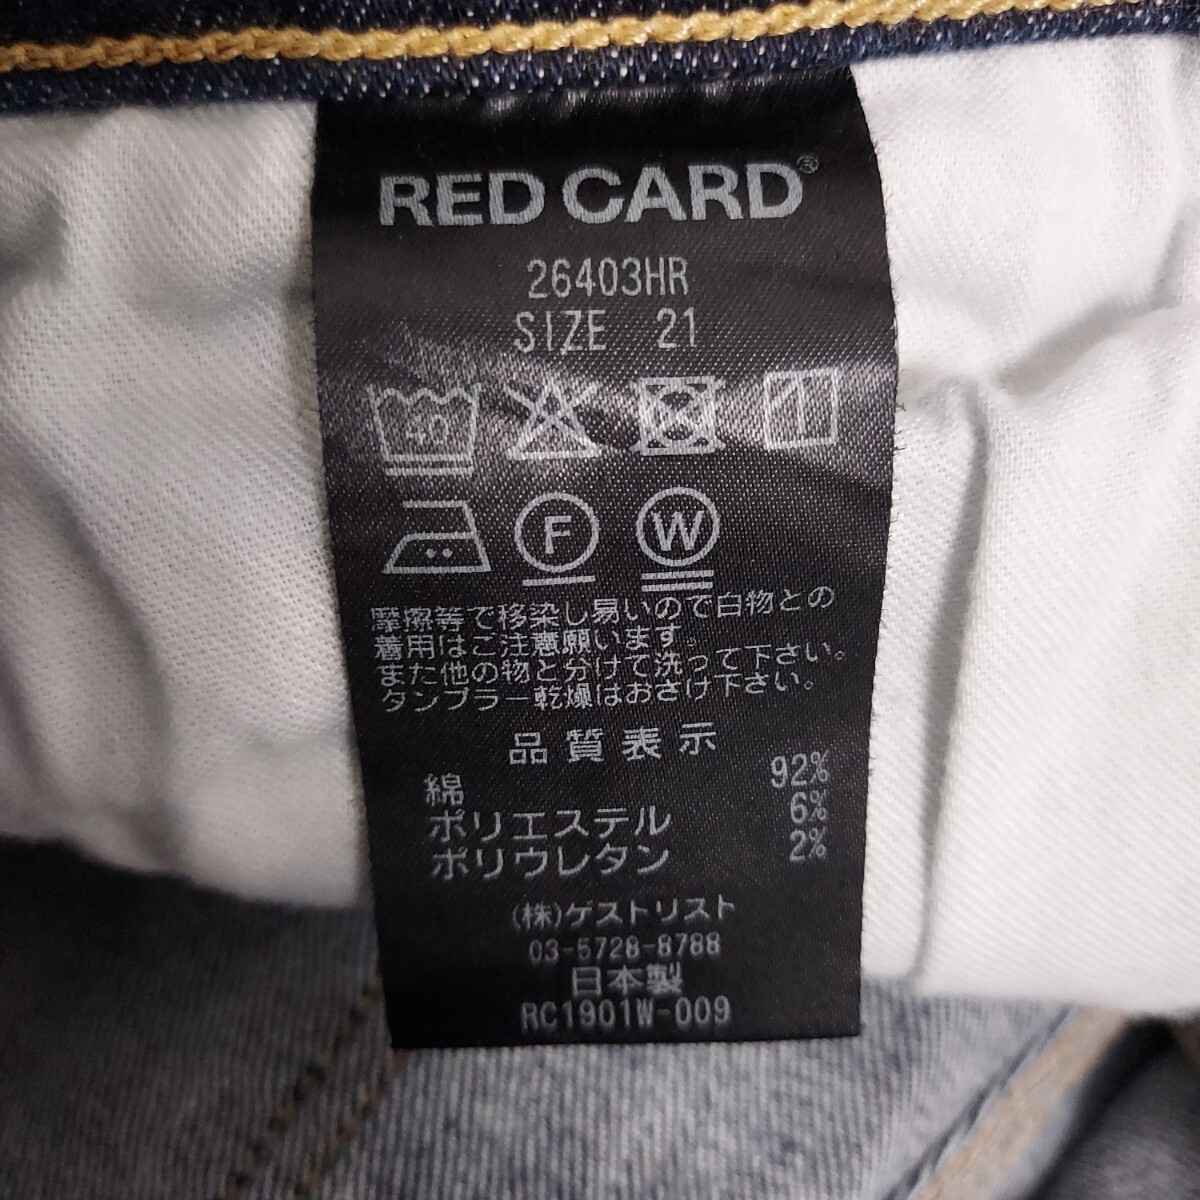 RED CARD®
26403HR
SIZE 21
40
F W
摩擦等で移染し易いので白物との
着用はご注意願います。
また他の物と分けて洗って下さい。
タンブラー乾燥はおさけ下さい。
品質表示
綿 92%
ポリエステル 6%
ポリウレタン 2%
(株)ゲストリスト
03-5728-8788
日本製
RC1901W-009